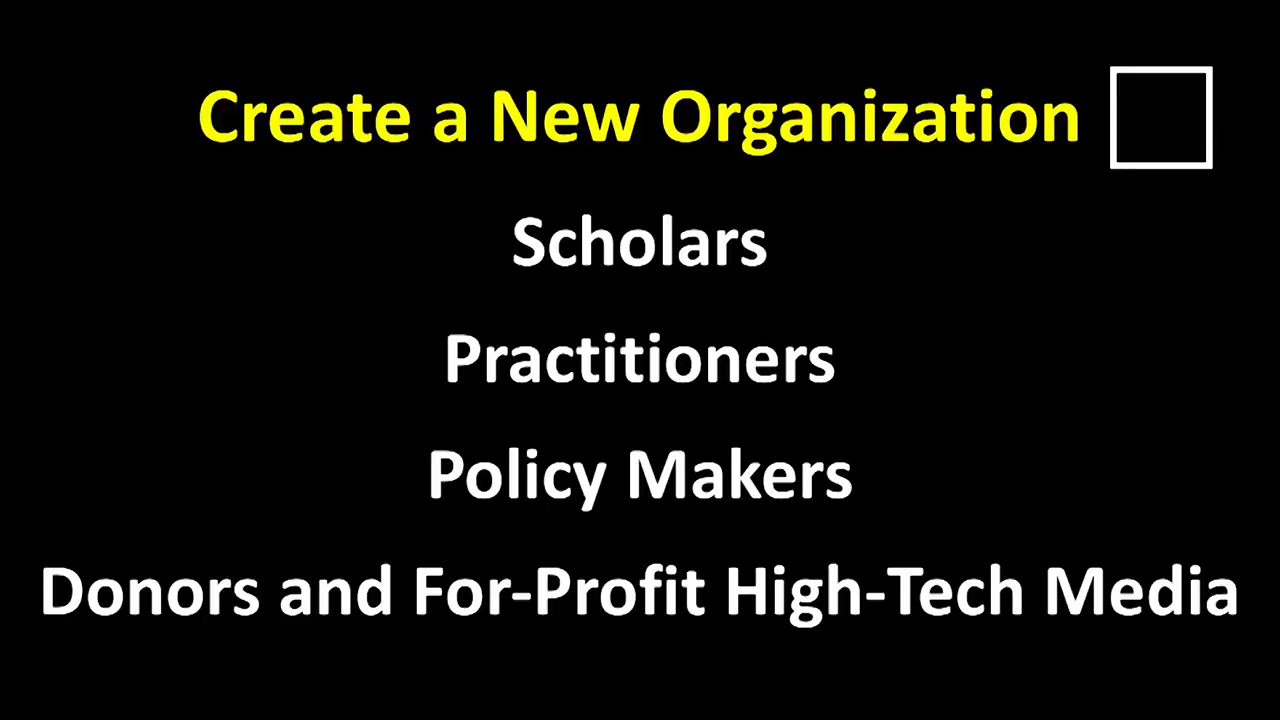 Create a New Organization
Scholars
Practitioners
Policy Makers
Donors and For-Profit High-Tech Media